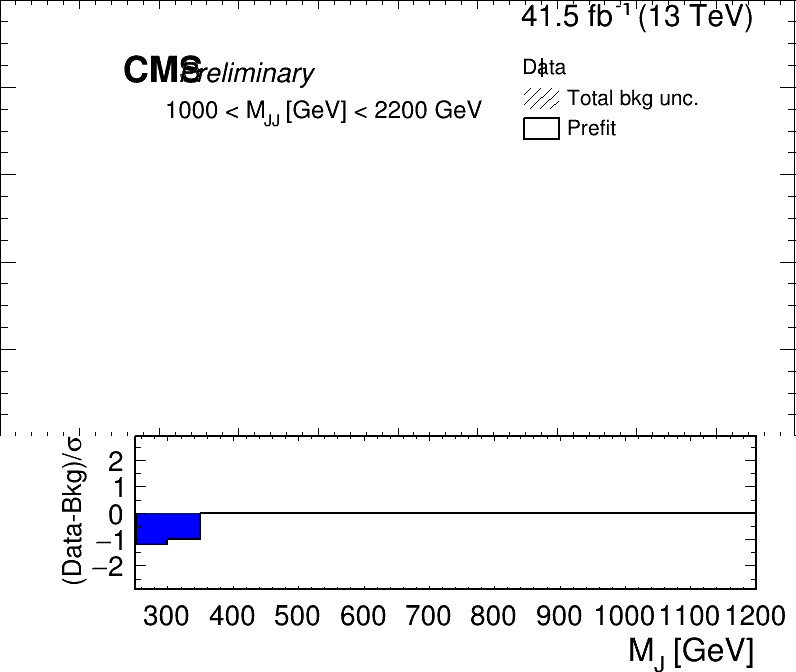 41.5 fb⁻¹ (13 TeV)
CMS Preliminary
Data
1000 < M_JJ [GeV] < 2200 GeV
Total bkg unc.
Prefit
(Data-Bkg)/σ
2
1
0
−1
−2
300 400 500 600 700 800 900 1000 1100 1200
M_J [GeV]